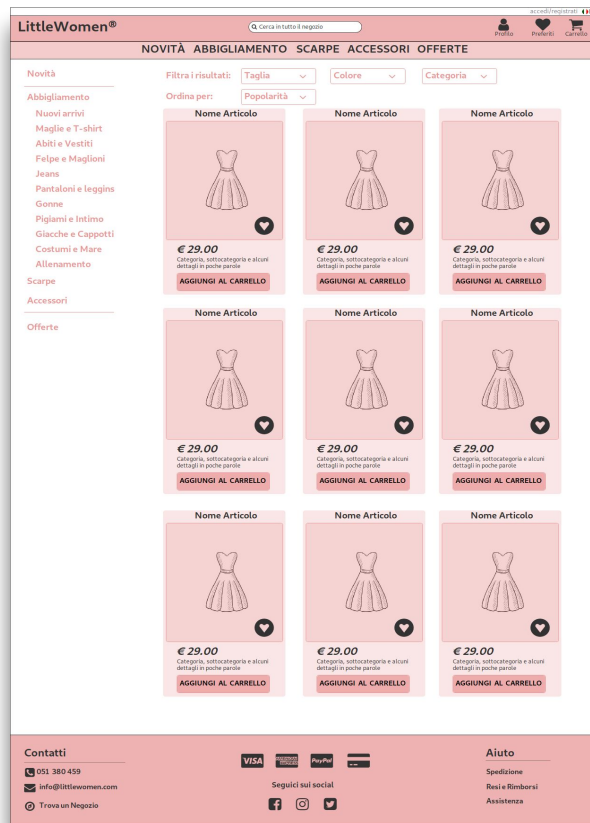 accedi/registrati
LittleWomen®
Cerca in tutto il negozio
Profilo
Preferiti
Carrello
NOVITÀ ABBIGLIAMENTO SCARPE ACCESSORI OFFERTE
Novità
Abbigliamento
Nuovi arrivi
Maglie e T-shirt
Abiti e Vestiti
Felpe e Maglioni
Jeans
Pantaloni e leggins
Gonne
Pigiami e Intimo
Giacche e Cappotti
Costumi e Mare
Allenamento
Scarpe
Accessori
Offerte
Filtra i risultati: Taglia Colore Categoria
Ordina per: Popolarità
Nome Articolo
€ 29.00
Categoria, sottocategoria e alcuni
dettagli in poche parole
AGGIUNGI AL CARRELLO
Nome Articolo
€ 29.00
Categoria, sottocategoria e alcuni
dettagli in poche parole
AGGIUNGI AL CARRELLO
Nome Articolo
€ 29.00
Categoria, sottocategoria e alcuni
dettagli in poche parole
AGGIUNGI AL CARRELLO
Nome Articolo
€ 29.00
Categoria, sottocategoria e alcuni
dettagli in poche parole
AGGIUNGI AL CARRELLO
Nome Articolo
€ 29.00
Categoria, sottocategoria e alcuni
dettagli in poche parole
AGGIUNGI AL CARRELLO
Nome Articolo
€ 29.00
Categoria, sottocategoria e alcuni
dettagli in poche parole
AGGIUNGI AL CARRELLO
Nome Articolo
€ 29.00
Categoria, sottocategoria e alcuni
dettagli in poche parole
AGGIUNGI AL CARRELLO
Nome Articolo
€ 29.00
Categoria, sottocategoria e alcuni
dettagli in poche parole
AGGIUNGI AL CARRELLO
Nome Articolo
€ 29.00
Categoria, sottocategoria e alcuni
dettagli in poche parole
AGGIUNGI AL CARRELLO
Contatti
051 380 459
info@littlewomen.com
Trova un Negozio
VISA
PayPal
Seguici sui social
Aiuto
Spedizione
Resi e Rimborsi
Assistenza